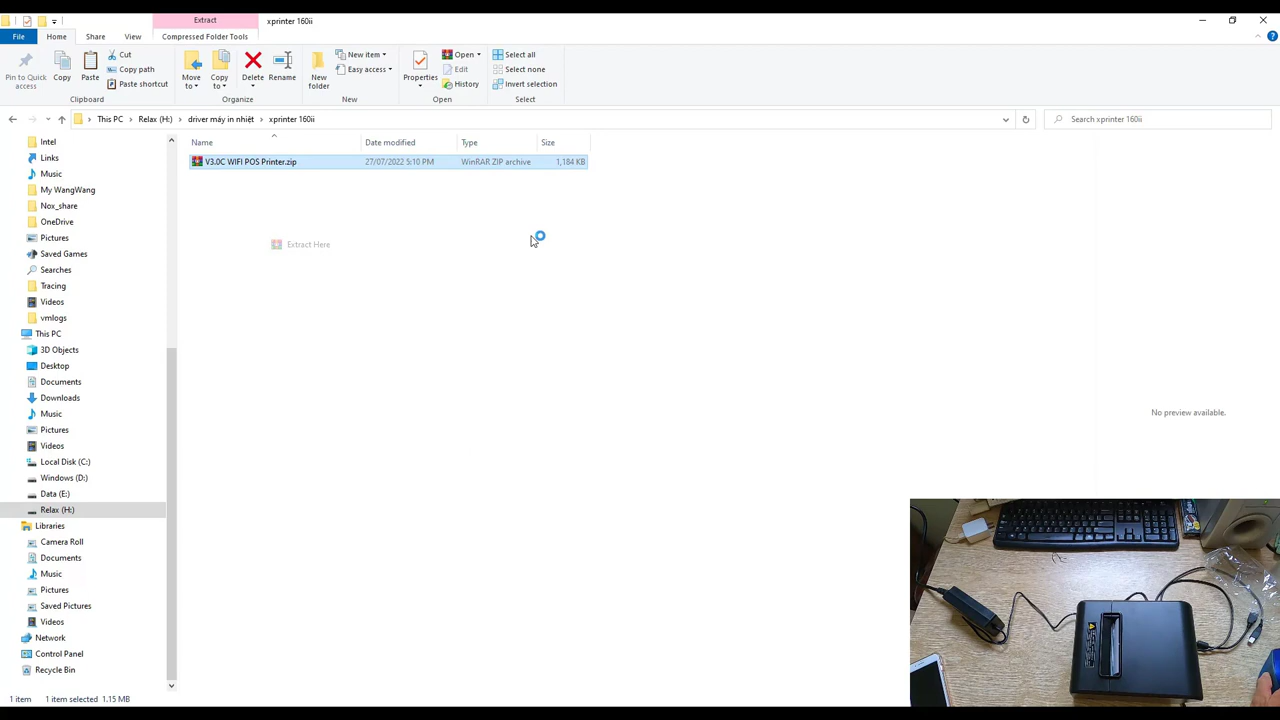 Extract
xprinter 160ii
File
Home
Share
View
Compressed Folder Tools
Pin to Quick access
Copy
Paste
Cut
Copy path
Paste shortcut
Clipboard
Move to
Copy to
Delete
Rename
Organize
New folder
New item
Easy access
New
Properties
Open
Edit
History
Open
Select all
Select none
Invert selection
Select
This PC
Relax (H:)
driver máy in nhiệt
xprinter 160ii
Search xprinter 160ii
Name
Date modified
Type
Size
V3.0C WIFI POS Printer.zip
27/07/2022 5:10 PM
WinRAR ZIP archive
1,184 KB
Extract Here
No preview available.
Intel
Links
Music
My WangWang
Nox_share
OneDrive
Pictures
Saved Games
Searches
Tracing
Videos
vmlogs
This PC
3D Objects
Desktop
Documents
Downloads
Music
Pictures
Videos
Local Disk (C:)
Windows (D:)
Data (E:)
Relax (H:)
Libraries
Camera Roll
Documents
Music
Pictures
Saved Pictures
Videos
Network
Control Panel
Recycle Bin
1 item
1 item selected 1.15 MB